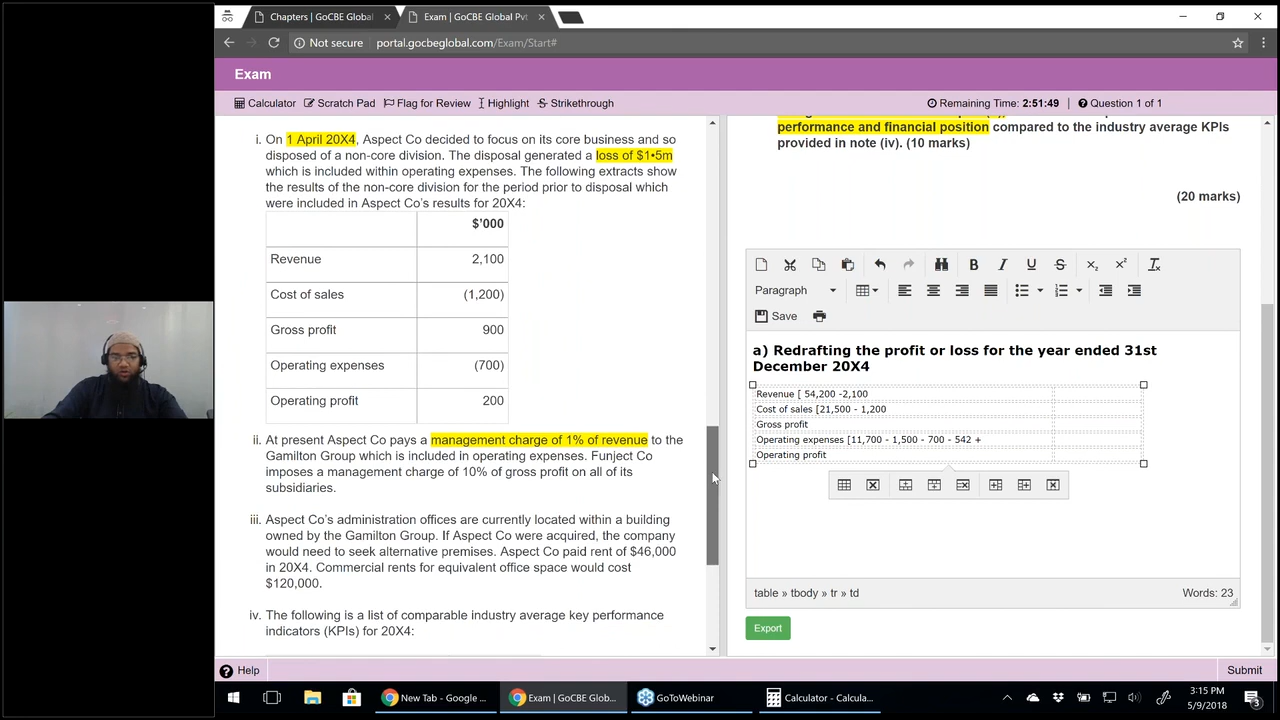 Chapters | GoCBE Global
Exam | GoCBE Global Pvt
Not secure
portal.gocbeglobal.com/Exam/Start#
Exam
Calculator
Scratch Pad
Flag for Review
Highlight
Strikethrough
Remaining Time: 2:51:49
Question 1 of 1
i. On 1 April 20X4, Aspect Co decided to focus on its core business and so
disposed of a non-core division. The disposal generated a loss of $1•5m
which is included within operating expenses. The following extracts show
the results of the non-core division for the period prior to disposal which
were included in Aspect Co's results for 20X4:
$'000
Revenue 2,100
Cost of sales (1,200)
Gross profit 900
Operating expenses (700)
Operating profit 200
ii. At present Aspect Co pays a management charge of 1% of revenue to the
Gamilton Group which is included in operating expenses. Funject Co
imposes a management charge of 10% of gross profit on all of its
subsidiaries.
iii. Aspect Co's administration offices are currently located within a building
owned by the Gamilton Group. If Aspect Co were acquired, the company
would need to seek alternative premises. Aspect Co paid rent of $46,000
in 20X4. Commercial rents for equivalent office space would cost
$120,000.
iv. The following is a list of comparable industry average key performance
indicators (KPIs) for 20X4:
performance and financial position compared to the industry average KPIs
provided in note (iv). (10 marks)
(20 marks)
Paragraph
Save
a) Redrafting the profit or loss for the year ended 31st
December 20X4
Revenue [ 54,200 -2,100
Cost of sales [21,500 - 1,200
Gross profit
Operating expenses [11,700 - 1,500 - 700 - 542 +
Operating profit
table » tbody » tr » td
Words: 23
Export
Help
Submit
New Tab - Google ...
Exam | GoCBE Glob...
GoToWebinar
Calculator - Calcula...
3:15 PM
5/9/2018
3